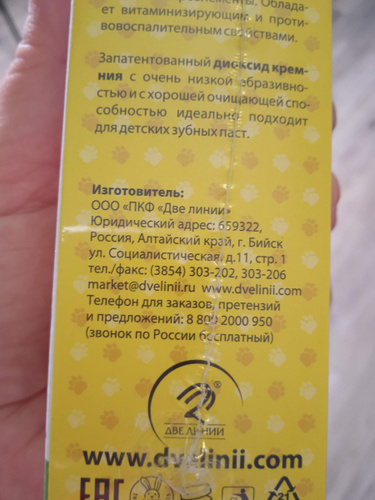 Облада-
ет витаминизирующим и проти-
вовоспалительным свойствами.
Запатентованный диоксид крем-
ния с очень низкой абразивно-
стью и с хорошей очищающей спо-
собностью идеально подходит
для детских зубных паст.
Изготовитель:
ООО «ПКФ «Две линии»
Юридический адрес: 659322,
Россия, Алтайский край, г. Бийск
ул. Социалистическая, д.11, стр. 1
тел./факс: (3854) 303-202, 303-206
market@dvelinii.ru www.dvelinii.com
Телефон для заказов, претензий
и предложений: 8 800 2000 950
(звонок по России бесплатный)
®
ДВЕ ЛИНИИ
www.dvelinii.com
EAC